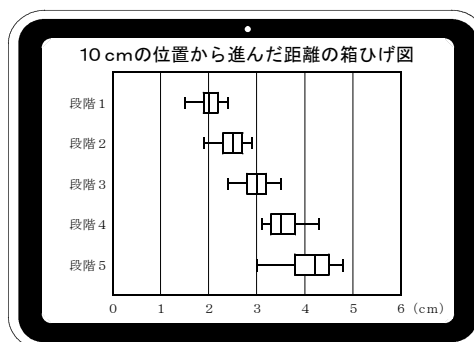 10cmの位置から進んだ距離の箱ひげ図
段階1
段階2
段階3
段階4
段階5
0 1 2 3 4 5 6 (cm)